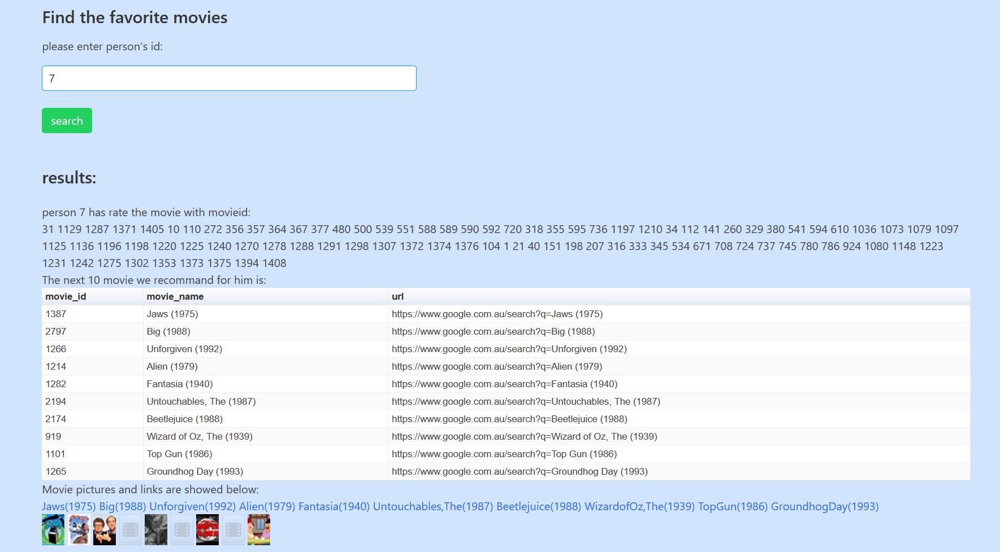 Find the favorite movies
please enter person's id:
7
search
results:
person 7 has rate the movie with movieid:
31 1129 1287 1371 1405 10 110 272 356 357 364 367 377 480 500 539 551 588 589 590 592 720 318 355 595 736 1197 1210 34 112 141 260 329 380 541 594 610 1036 1073 1079 1097
1125 1136 1196 1198 1220 1225 1240 1270 1278 1288 1291 1298 1307 1372 1374 1376 104 1 21 40 151 198 207 316 333 345 534 671 708 724 737 745 780 786 924 1080 1148 1223
1231 1242 1275 1302 1353 1373 1375 1394 1408
The next 10 movie we recommand for him is:
movie_id movie_name url
1387 Jaws (1975) https://www.google.com.au/search?q=Jaws (1975)
2797 Big (1988) https://www.google.com.au/search?q=Big (1988)
1266 Unforgiven (1992) https://www.google.com.au/search?q=Unforgiven (1992)
1214 Alien (1979) https://www.google.com.au/search?q=Alien (1979)
1282 Fantasia (1940) https://www.google.com.au/search?q=Fantasia (1940)
2194 Untouchables, The (1987) https://www.google.com.au/search?q=Untouchables, The (1987)
2174 Beetlejuice (1988) https://www.google.com.au/search?q=Beetlejuice (1988)
919 Wizard of Oz, The (1939) https://www.google.com.au/search?q=Wizard of Oz, The (1939)
1101 Top Gun (1986) https://www.google.com.au/search?q=Top Gun (1986)
1265 Groundhog Day (1993) https://www.google.com.au/search?q=Groundhog Day (1993)
Movie pictures and links are showed below:
Jaws(1975) Big(1988) Unforgiven(1992) Alien(1979) Fantasia(1940) Untouchables,The(1987) Beetlejuice(1988) WizardofOz,The(1939) TopGun(1986) GroundhogDay(1993)